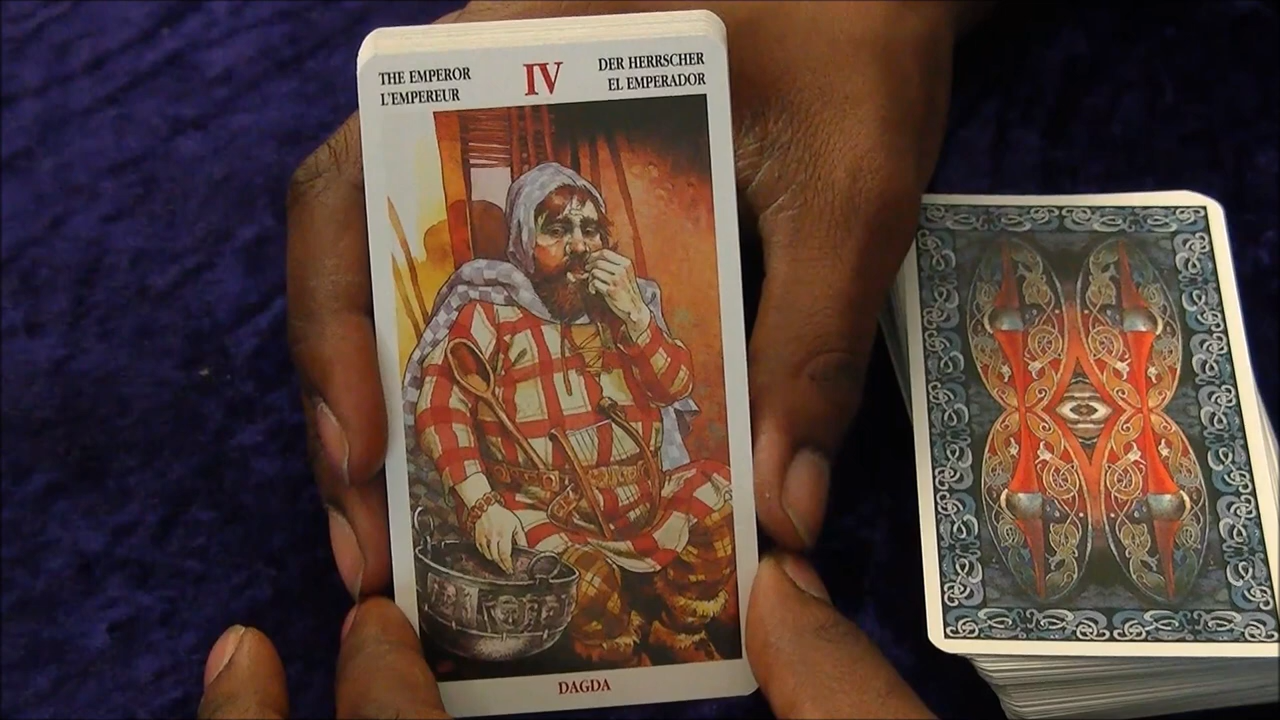 THE EMPEROR
L'EMPEREUR
IV
DER HERRSCHER
EL EMPERADOR
DAGDA